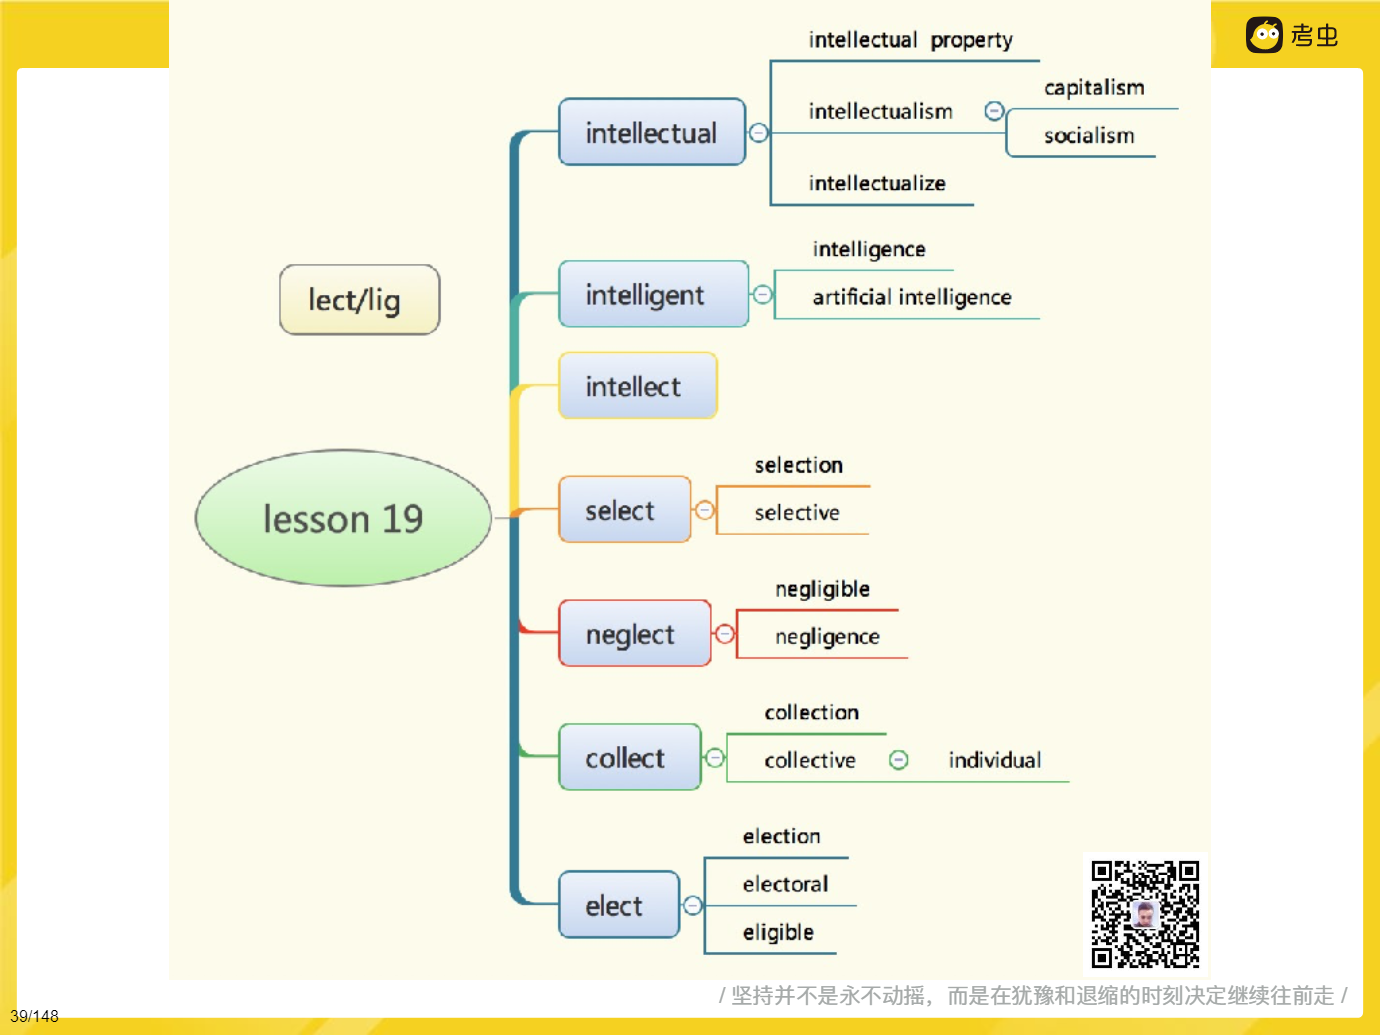 考虫
intellectual property
capitalism
intellectual
intellectualism
socialism
intellectualize
intelligence
lect/lig
intelligent
artificial intelligence
intellect
selection
select
selective
lesson 19
negligible
neglect
negligence
collection
collect
collective
individual
election
electoral
elect
eligible
/ 坚持并不是永不动摇，而是在犹豫和退缩的时刻决定继续往前走 /
39/148